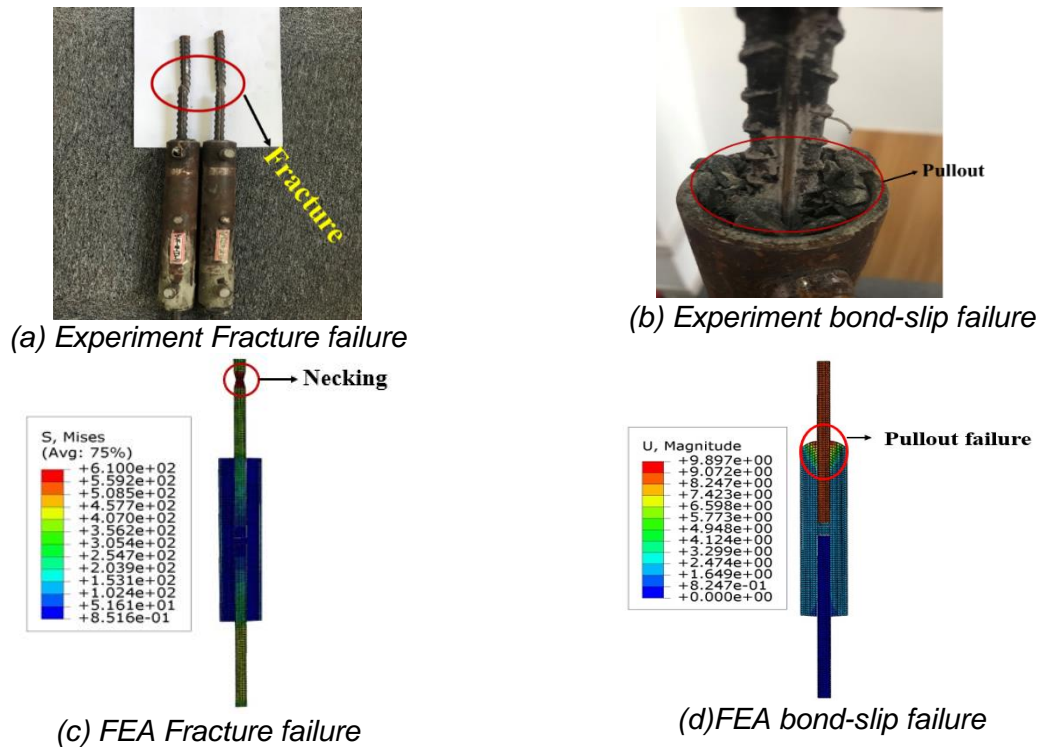 Fracture
Pullout
(a) Experiment Fracture failure
(b) Experiment bond-slip failure
Necking
S, Mises
(Avg: 75%)
+6.100e+02
+5.592e+02
+5.085e+02
+4.577e+02
+4.070e+02
+3.562e+02
+3.054e+02
+2.547e+02
+2.039e+02
+1.531e+02
+1.024e+02
+5.161e+01
+8.516e-01
Pullout failure
U, Magnitude
+9.897e+00
+9.072e+00
+8.247e+00
+7.423e+00
+6.598e+00
+5.773e+00
+4.948e+00
+4.124e+00
+3.299e+00
+2.474e+00
+1.649e+00
+8.247e-01
+0.000e+00
(c) FEA Fracture failure
(d)FEA bond-slip failure